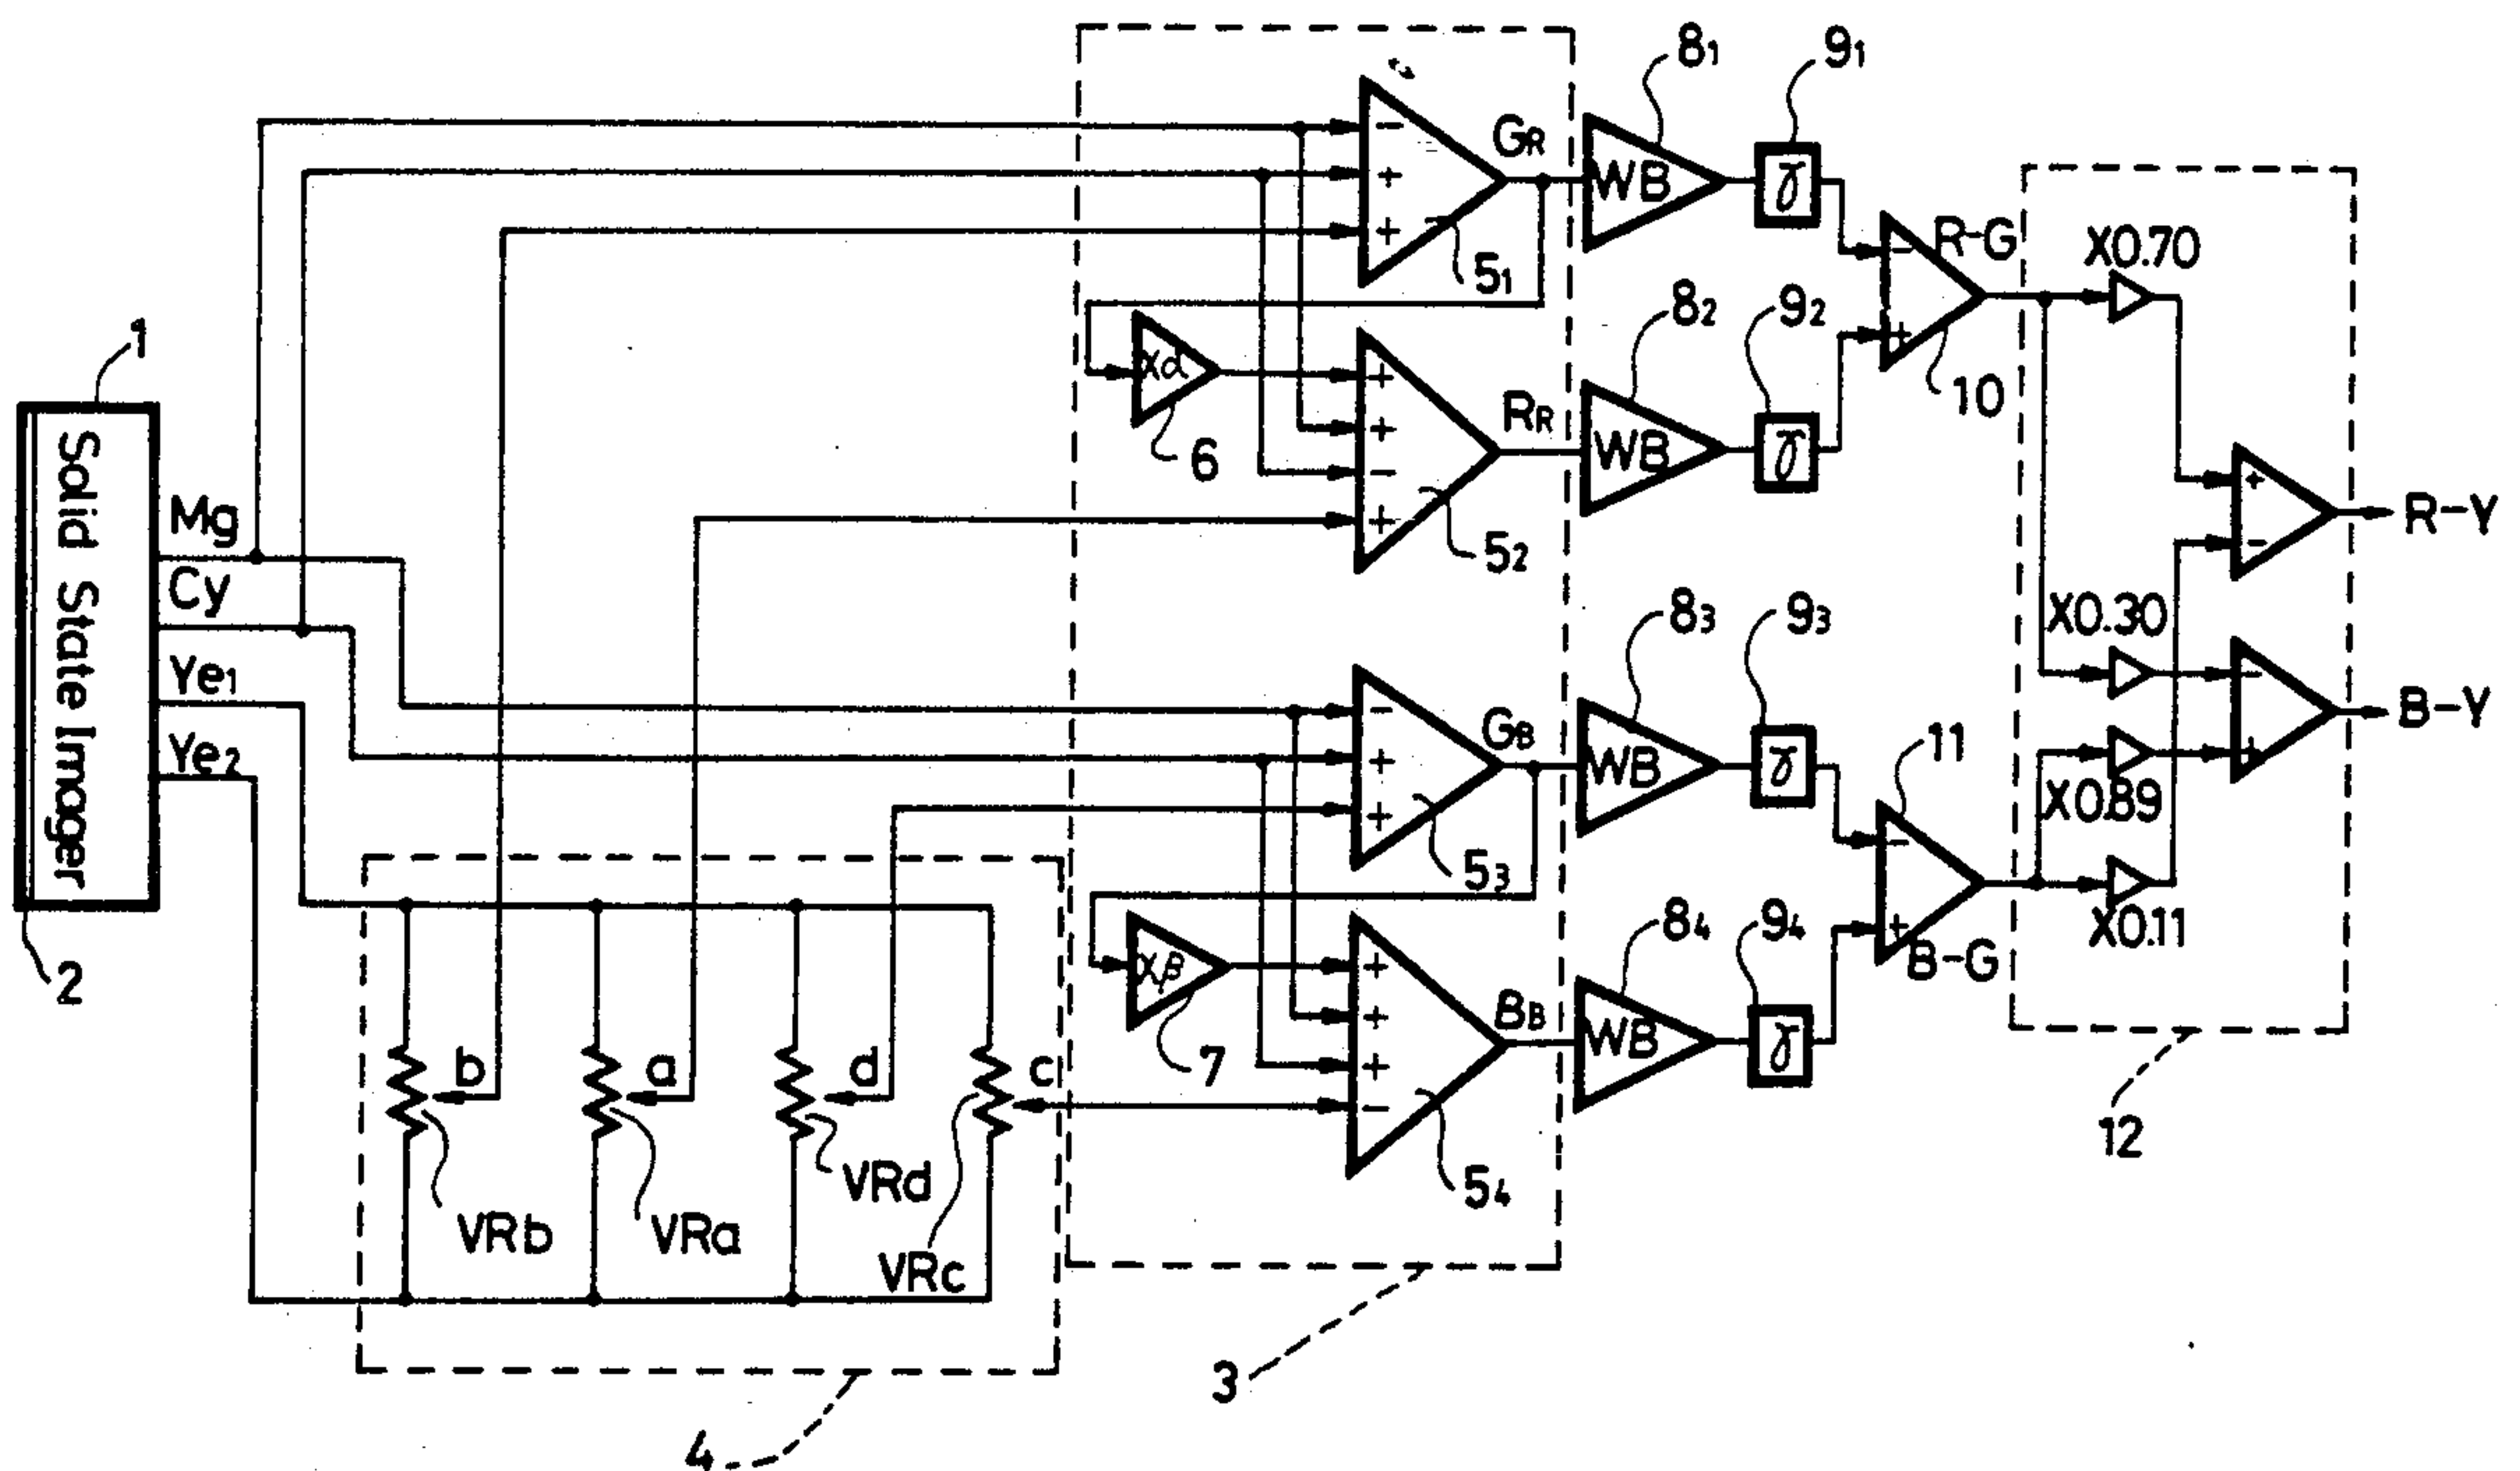 8₁
9₁
GR
WB
γ
R-G
X0.70
5₁
8₂
9₂
1
Xα
RR
10
WB
γ
6
Solid State Imager
Mg
R-Y
5₂
Cy
X0.30
8₃
9₃
Ye₁
GB
B-Y
11
Ye₂
WB
γ
X0.89
5₃
8₄
9₄
X0.11
2
Xβ
B-G
BB
b
a
d
c
7
WB
γ
12
VRd
5₄
VRb
VRa
VRc
3
4